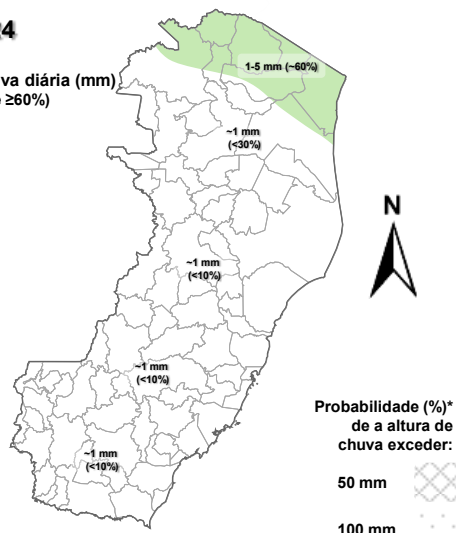 24
va diária (mm)
e ≥60%)
1-5 mm (~60%)
~1 mm
(<30%)
N
~1 mm
(<10%)
~1 mm
(<10%)
Probabilidade (%)*
de a altura de
chuva exceder:
~1 mm
(<10%)
50 mm
100 mm